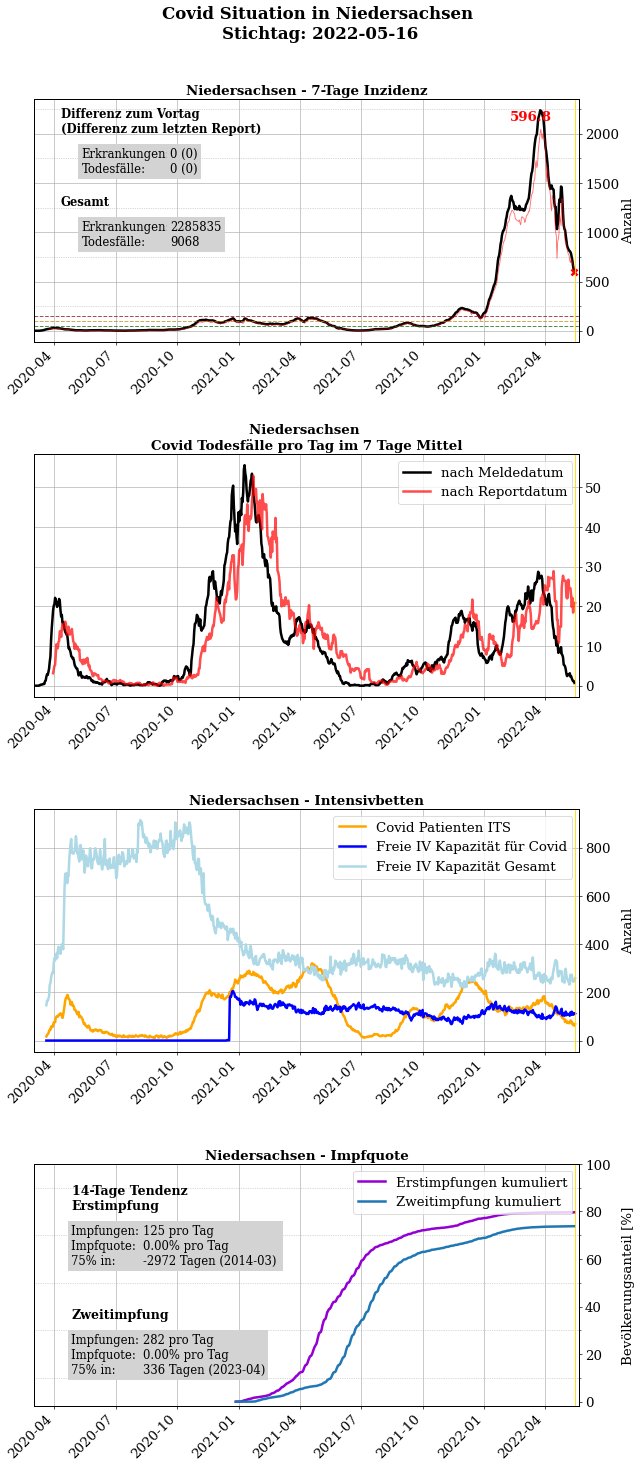 Covid Situation in Niedersachsen
Stichtag: 2022-05-16
Niedersachsen - 7-Tage Inzidenz
Differenz zum Vortag
(Differenz zum letzten Report)
Erkrankungen 0 (0)
Todesfälle: 0 (0)
Gesamt
Erkrankungen 2285835
Todesfälle: 9068
596.8
2000
1500
1000
500
0
Anzahl
2020-04
2020-07
2020-10
2021-01
2021-04
2021-07
2021-10
2022-01
2022-04
Niedersachsen
Covid Todesfälle pro Tag im 7 Tage Mittel
nach Meldedatum
nach Reportdatum
50
40
30
20
10
0
2020-04
2020-07
2020-10
2021-01
2021-04
2021-07
2021-10
2022-01
2022-04
Niedersachsen - Intensivbetten
Covid Patienten ITS
Freie IV Kapazität für Covid
Freie IV Kapazität Gesamt
800
600
400
200
0
Anzahl
2020-04
2020-07
2020-10
2021-01
2021-04
2021-07
2021-10
2022-01
2022-04
Niedersachsen - Impfquote
14-Tage Tendenz
Erstimpfung
Impfungen: 125 pro Tag
Impfquote: 0.00% pro Tag
75% in: -2972 Tagen (2014-03)
Zweitimpfung
Impfungen: 282 pro Tag
Impfquote: 0.00% pro Tag
75% in: 336 Tagen (2023-04)
Erstimpfungen kumuliert
Zweitimpfung kumuliert
100
80
60
40
20
0
Bevölkerungsanteil [%]
2020-04
2020-07
2020-10
2021-01
2021-04
2021-07
2021-10
2022-01
2022-04